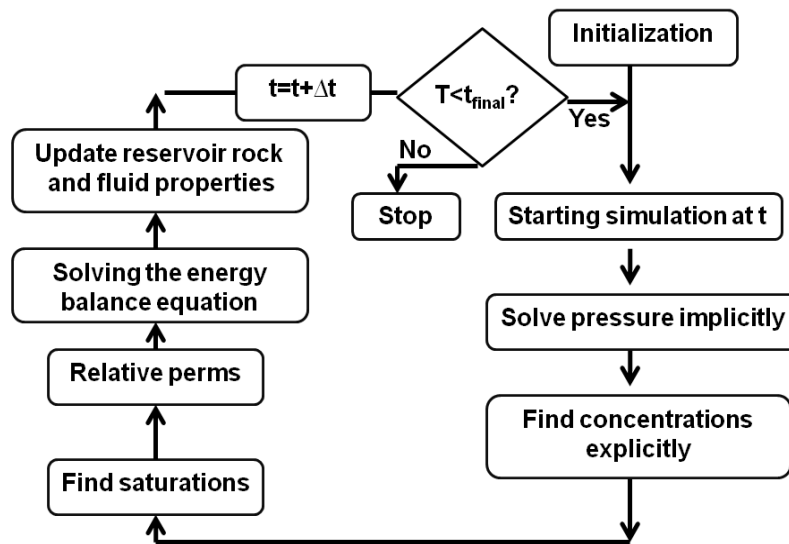 Initialization
t=t+Δt
T<t_final?
Yes
No
Stop
Starting simulation at t
Solve pressure implicitly
Find concentrations
explicitly
Find saturations
Relative perms
Solving the energy
balance equation
Update reservoir rock
and fluid properties